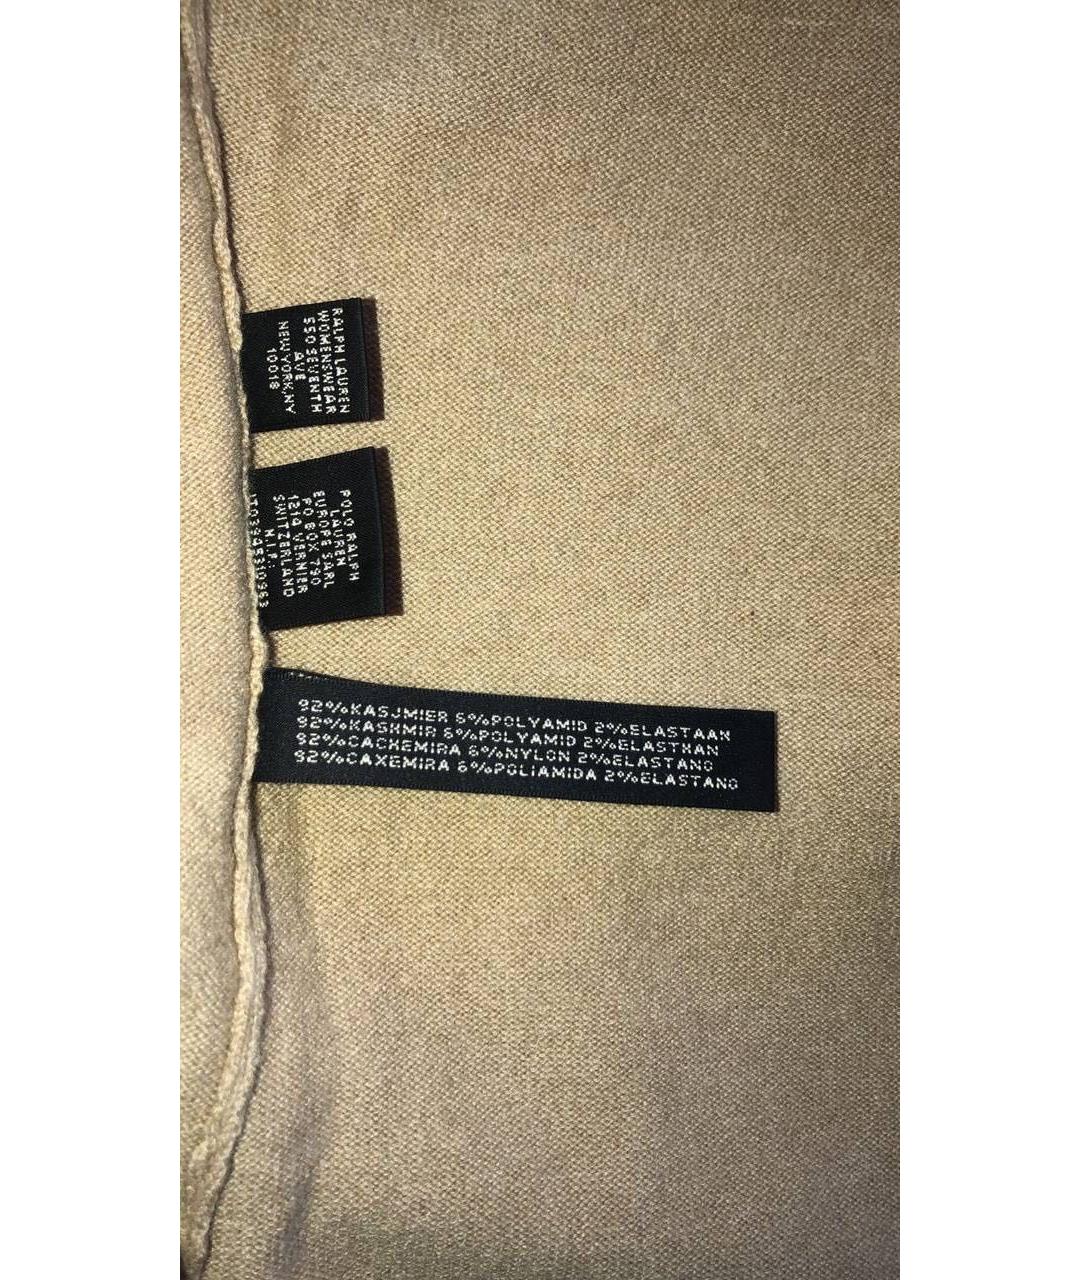 RALPH LAUREN
WOMENSWEAR
550 SEVENTH
AVE
NEW YORK, NY
10018
POLO RALPH
LAUREN
EUROPE SARL
PO BOX 790
1214 VERNIER
SWITZERLAND
N.I.F.:
92%KASJMIER 6%POLYAMID 2%ELASTAAN
92%KASHMIR 6%POLYAMID 2%ELASTHAN
92%CACHEMIRA 6%NYLON 2%ELASTANO
92%CAXEMIRA 6%POLIAMIDA 2%ELASTANO